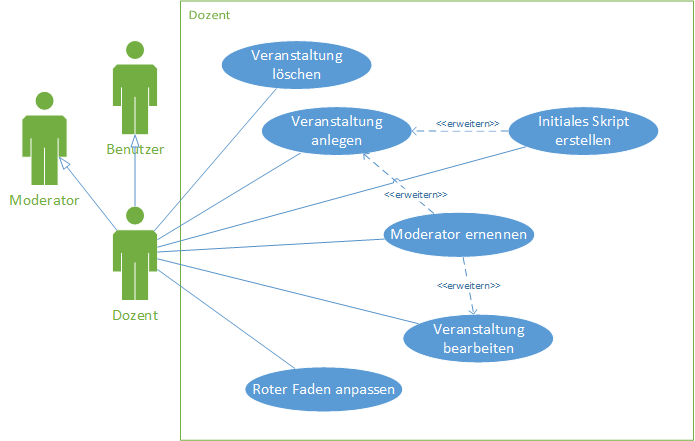 Dozent
Veranstaltung
löschen
Veranstaltung
anlegen
<<erweitern>>
Initiales Skript
erstellen
Benutzer
Moderator
<<erweitern>>
Moderator ernennen
<<erweitern>>
Dozent
Veranstaltung
bearbeiten
Roter Faden anpassen